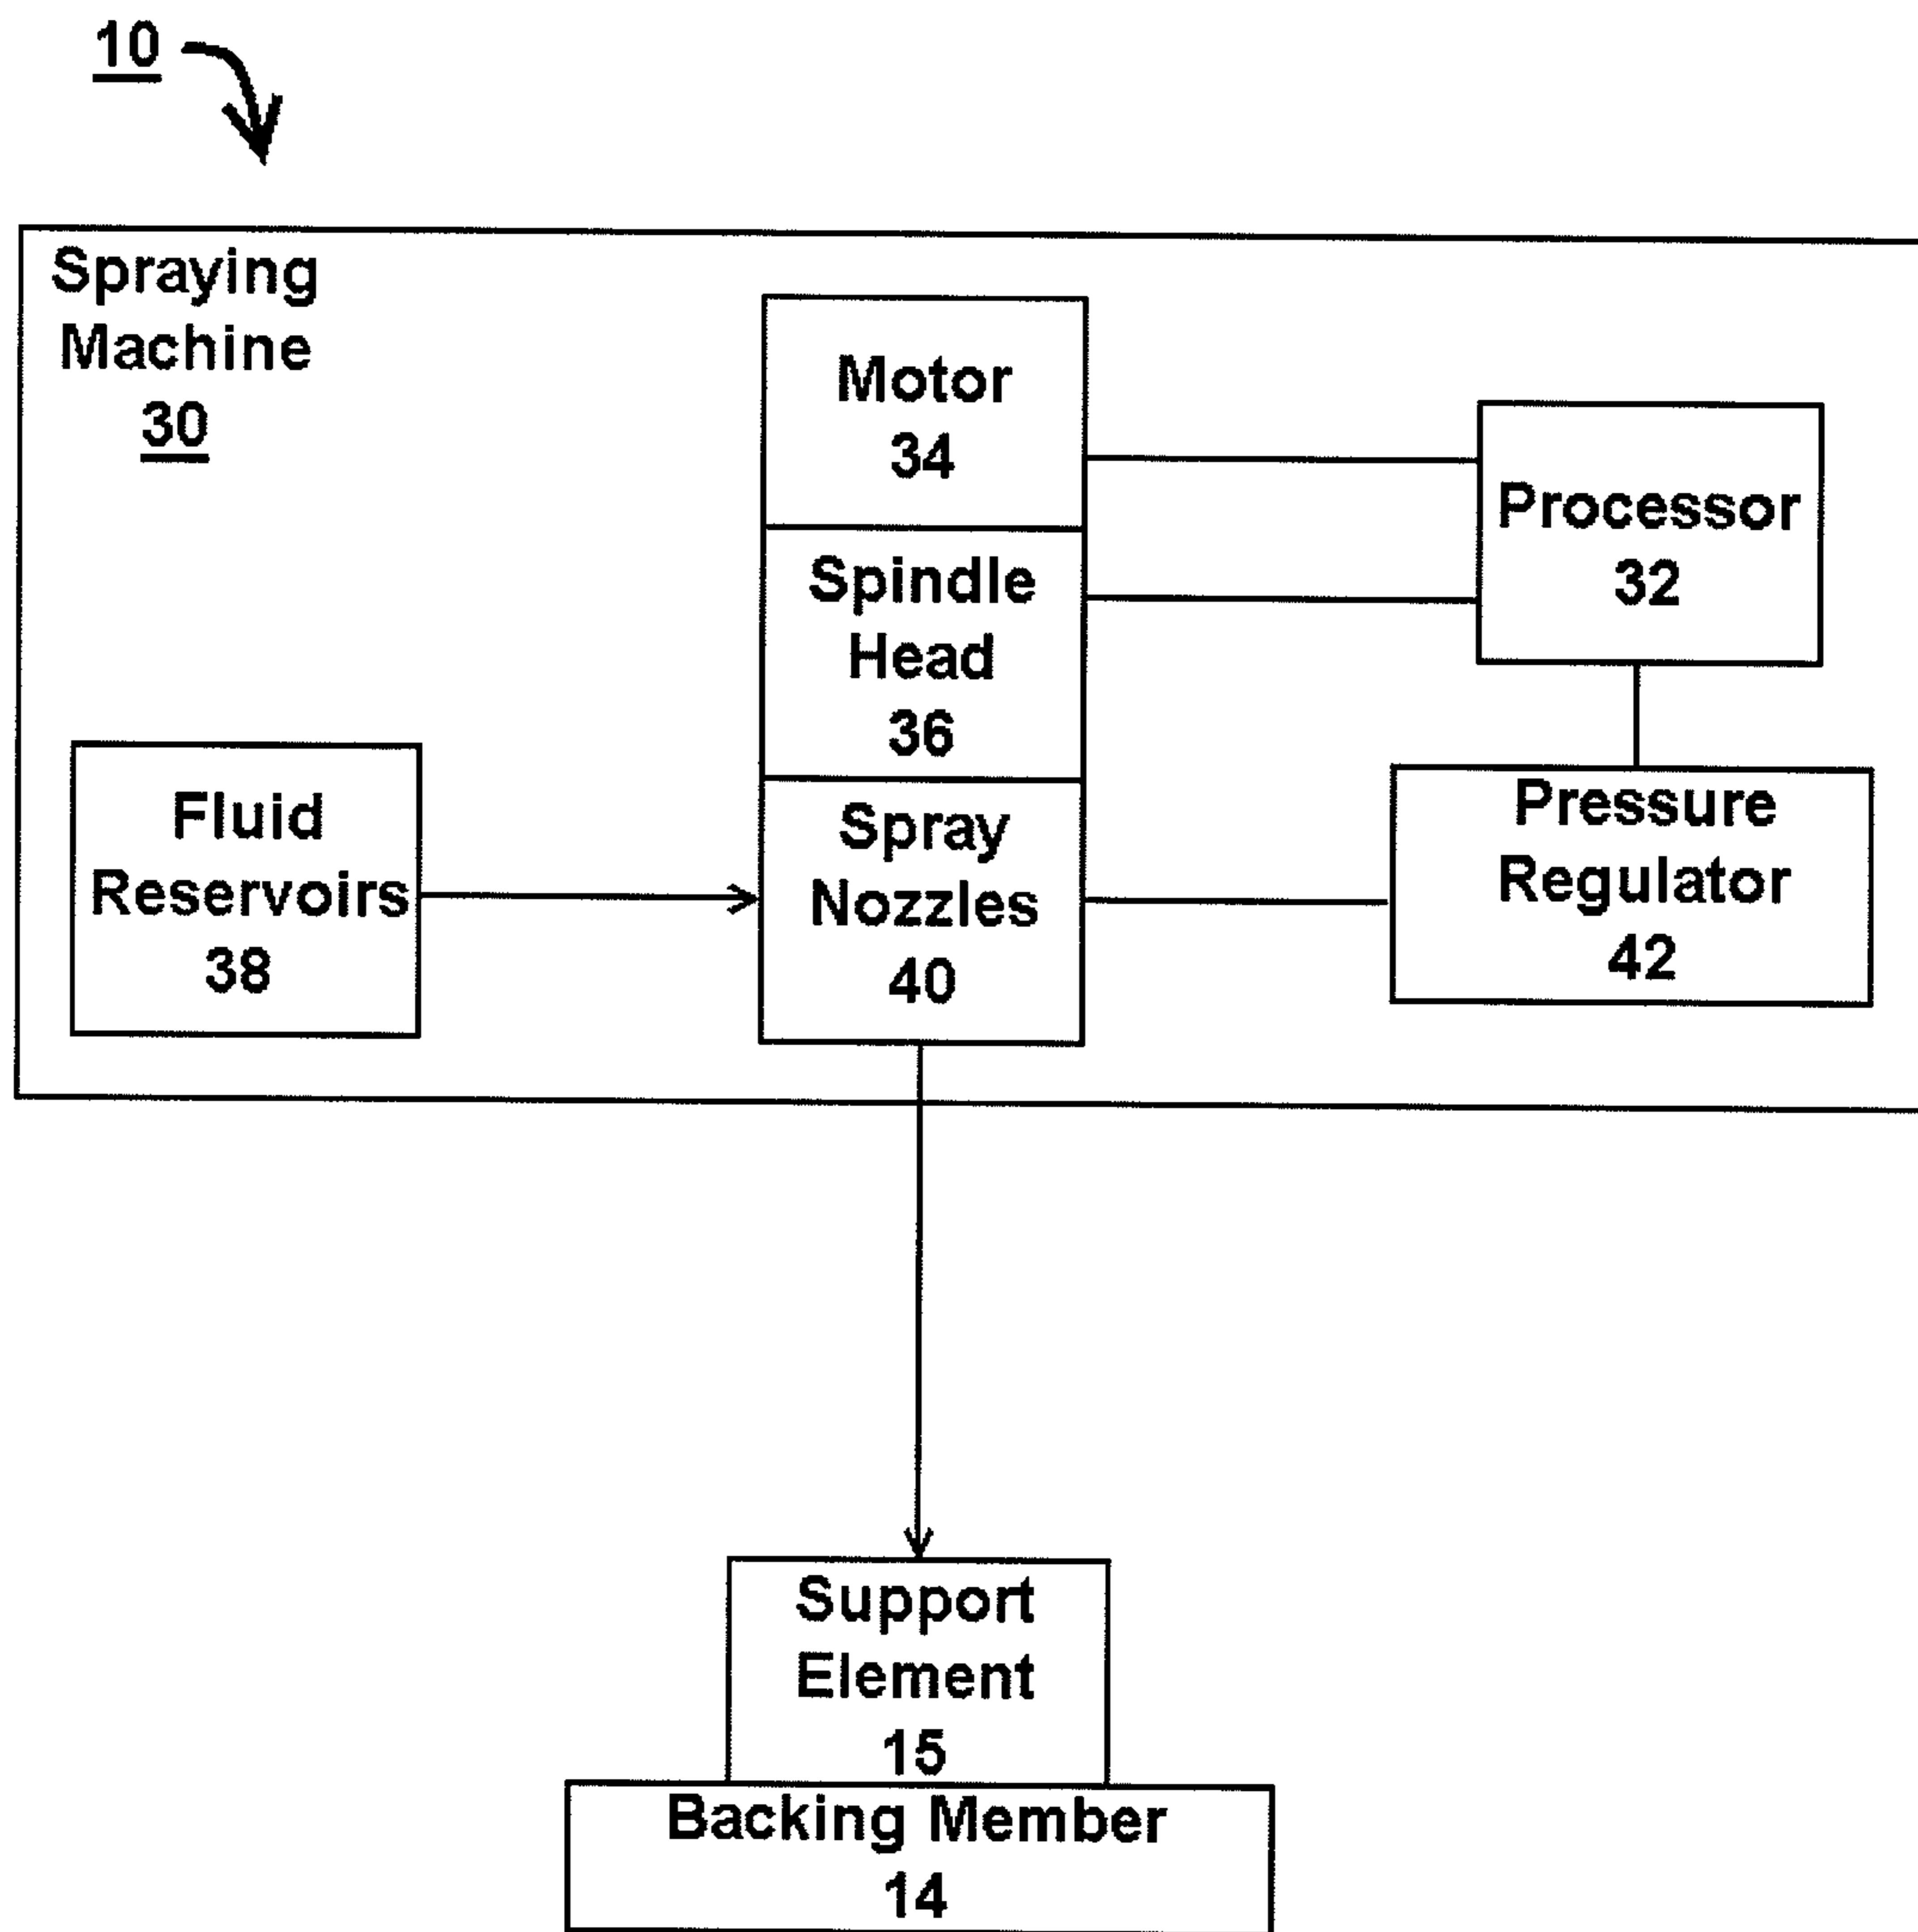 10
Spraying
Machine
30
Motor
34
Spindle
Head
36
Spray
Nozzles
40
Processor
32
Fluid
Reservoirs
38
Pressure
Regulator
42
Support
Element
15
Backing Member
14